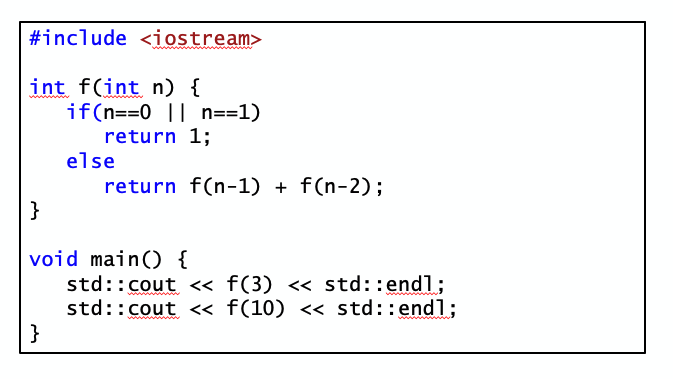 #include <iostream>
int f(int n) {
if(n==0 || n==1)
return 1;
else
return f(n-1) + f(n-2);
}
void main() {
std::cout << f(3) << std::endl;
std::cout << f(10) << std::endl;
}